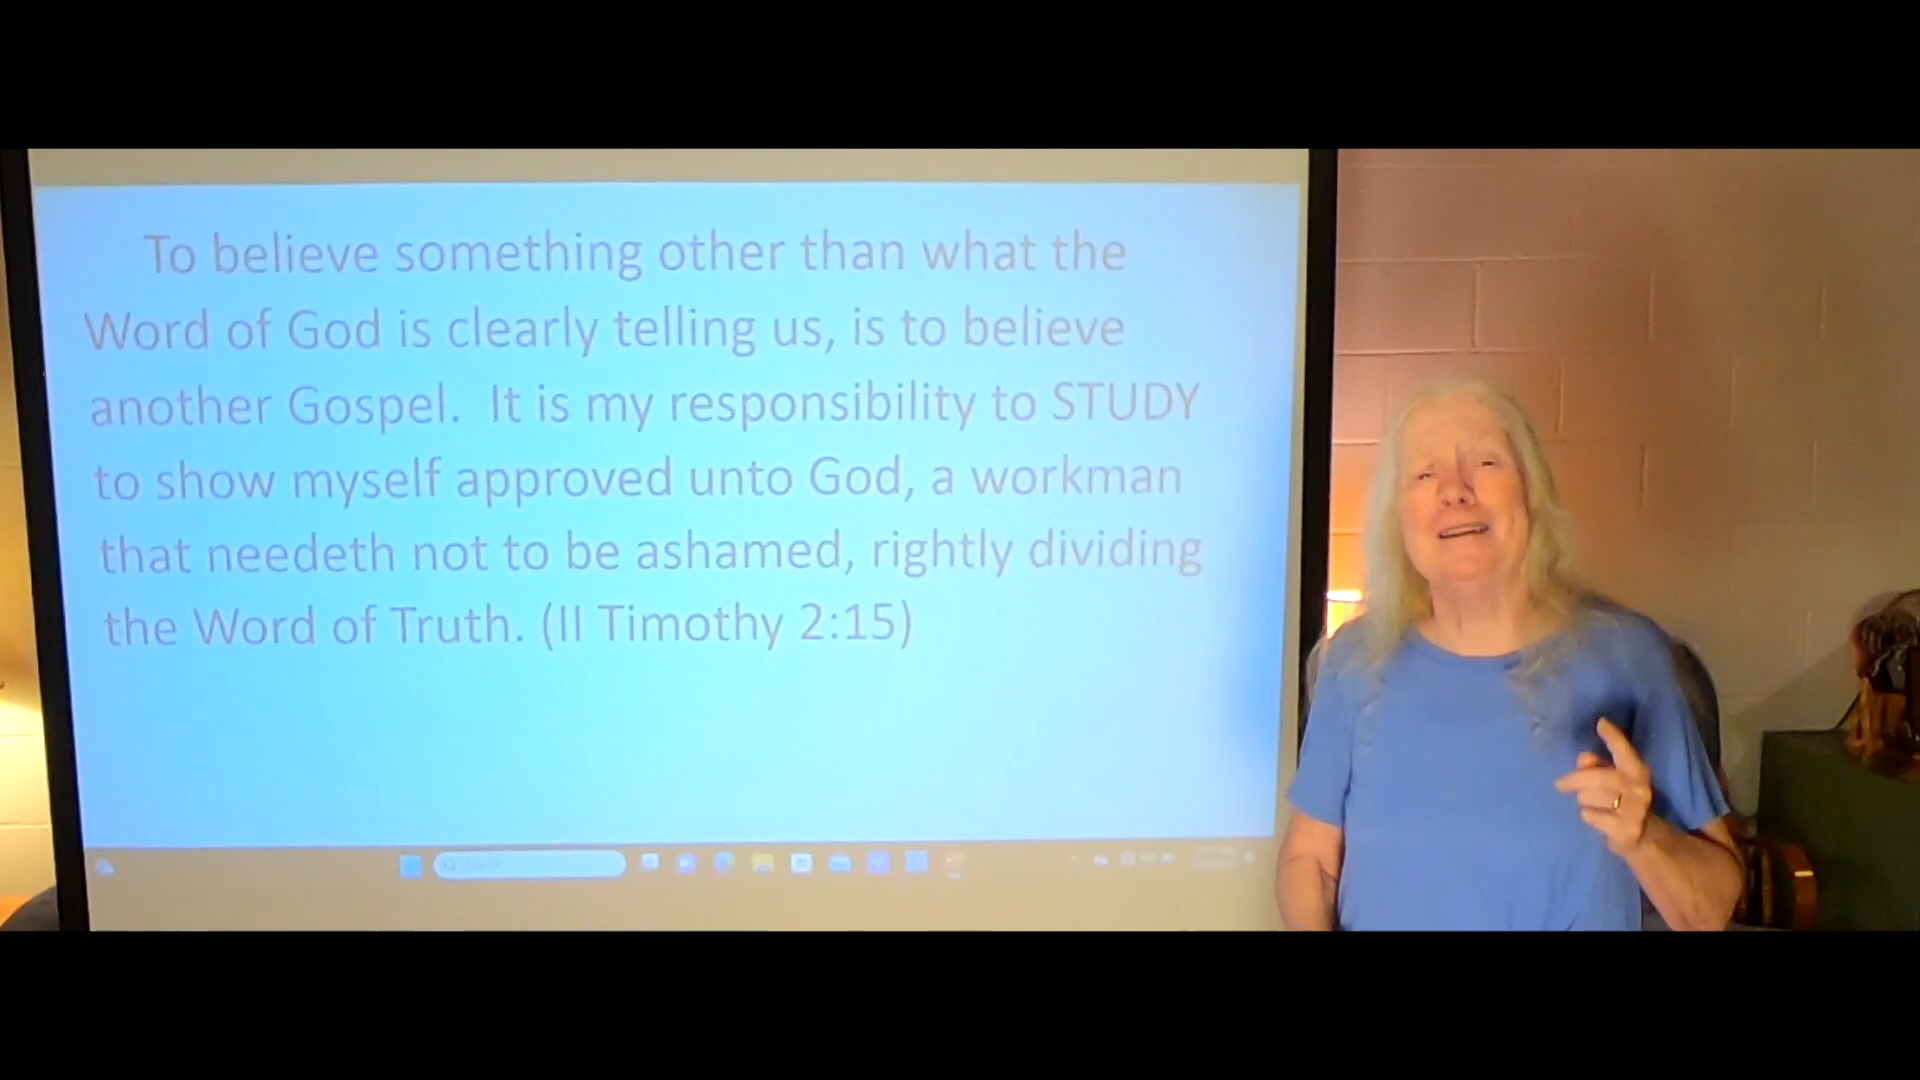 To believe something other than what the
Word of God is clearly telling us, is to believe
another Gospel.  It is my responsibility to STUDY
to show myself approved unto God, a workman
that needeth not to be ashamed, rightly dividing
the Word of Truth. (II Timothy 2:15)